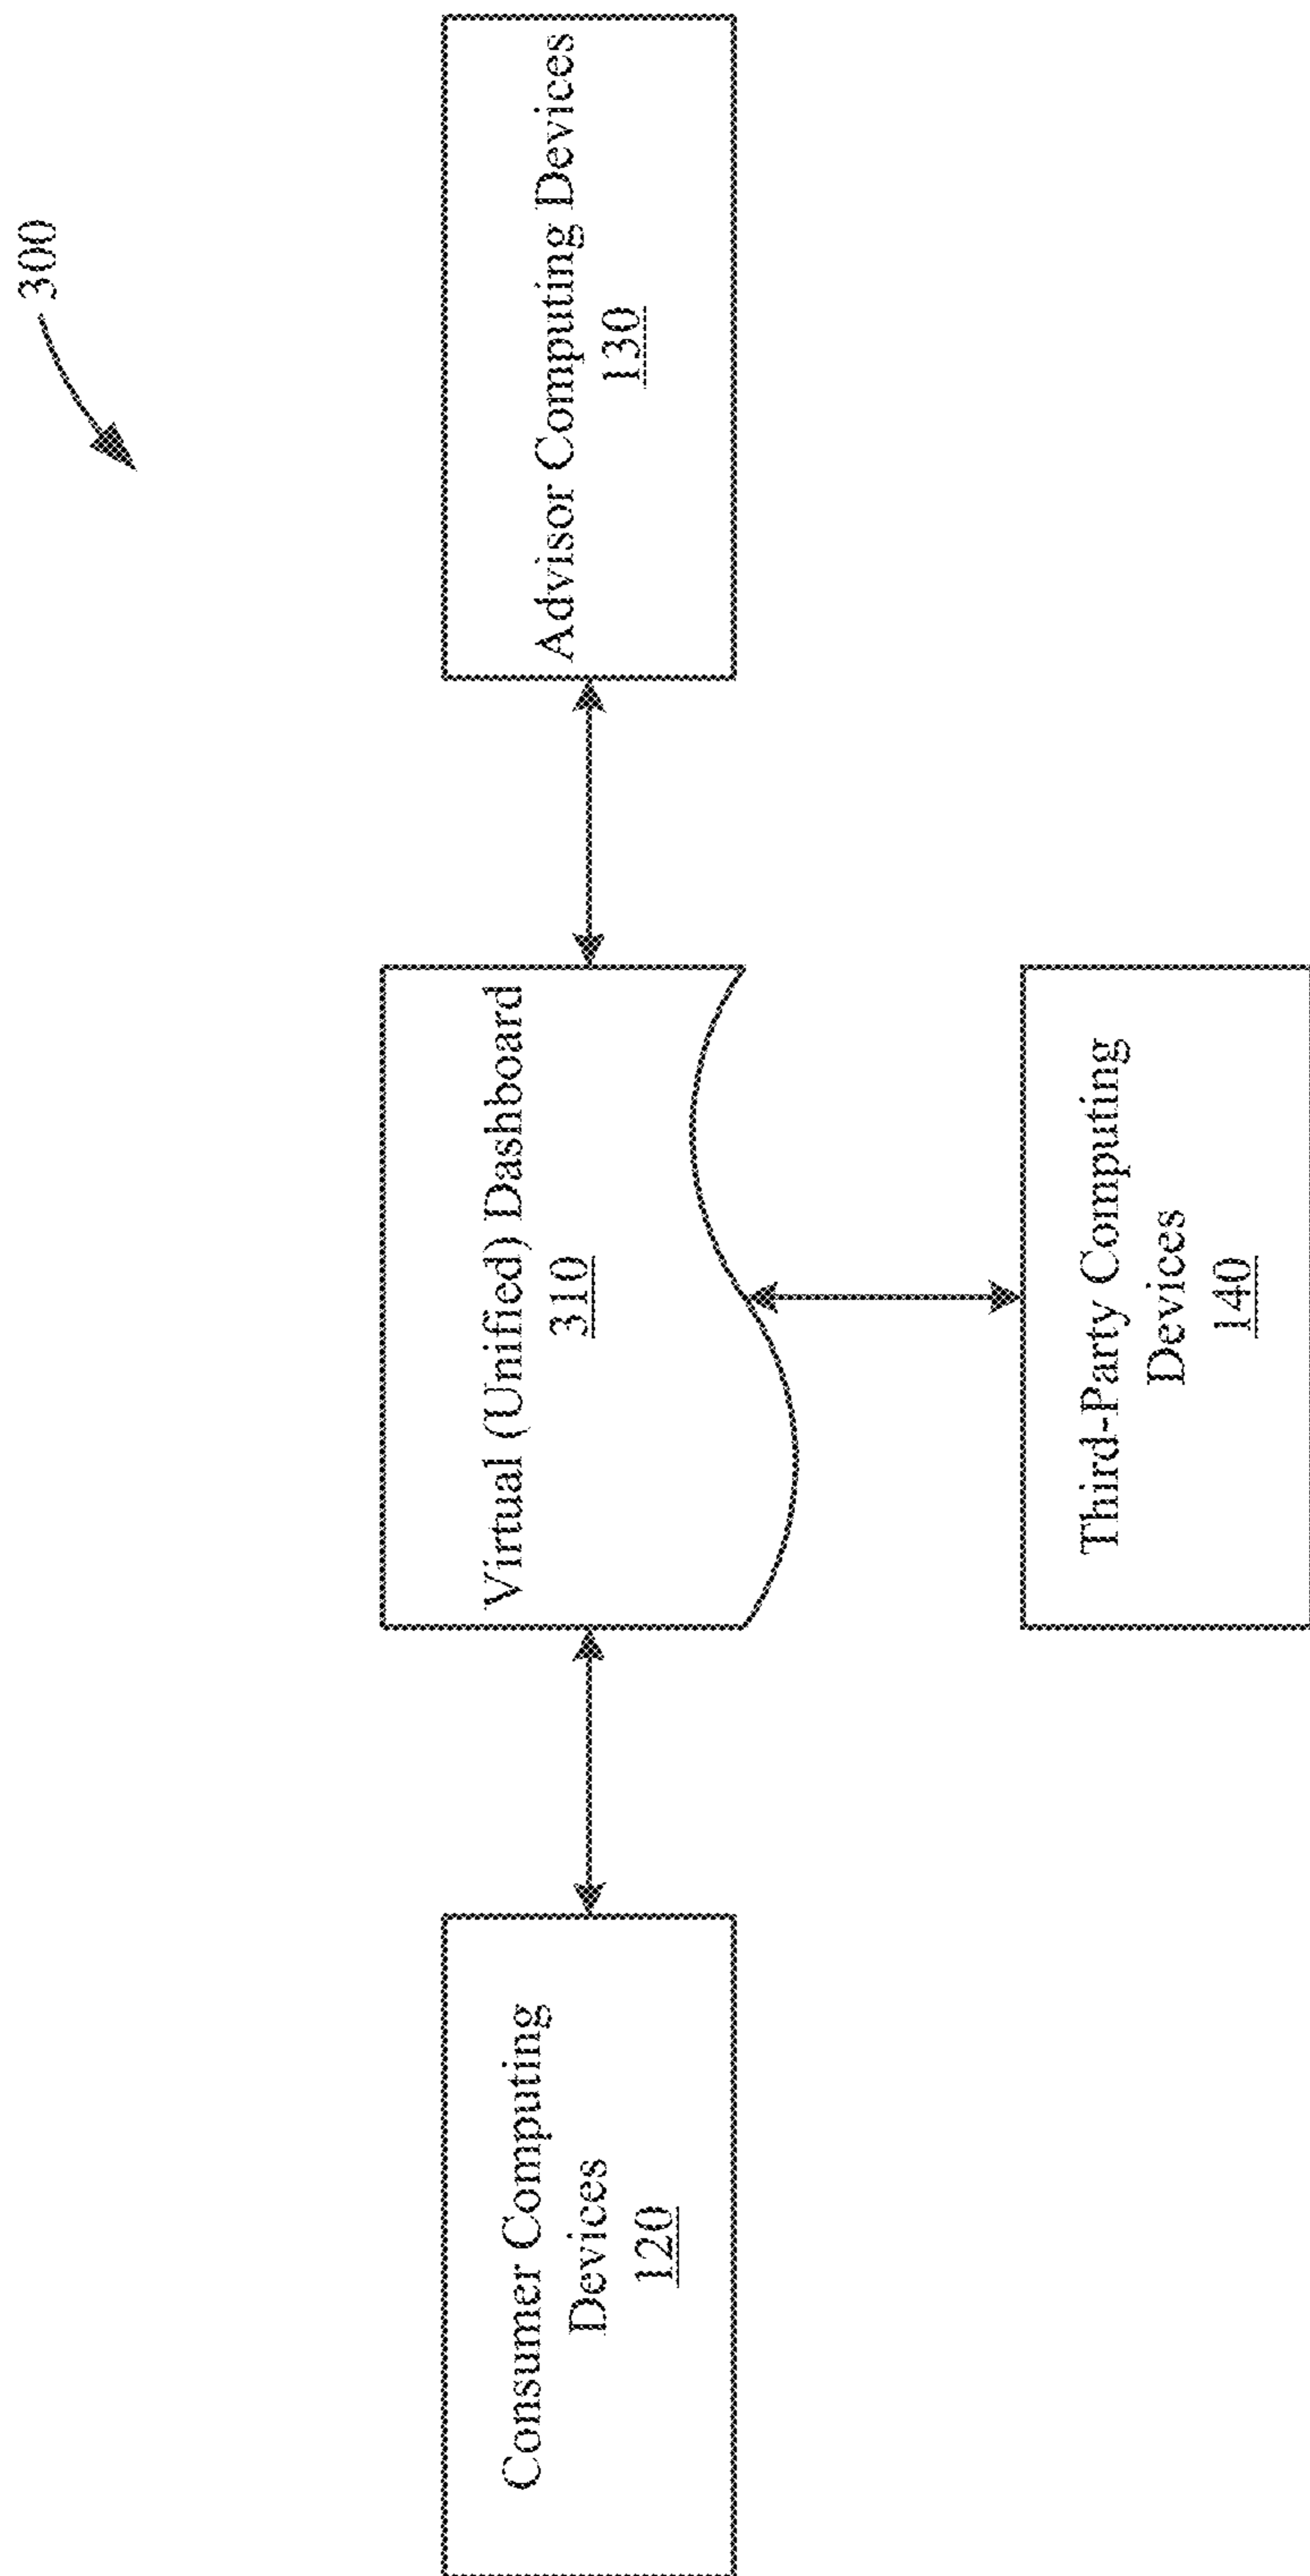 300
Consumer Computing
Devices
120
Virtual (Unified) Dashboard
310
Advisor Computing Devices
130
Third-Party Computing
Devices
140